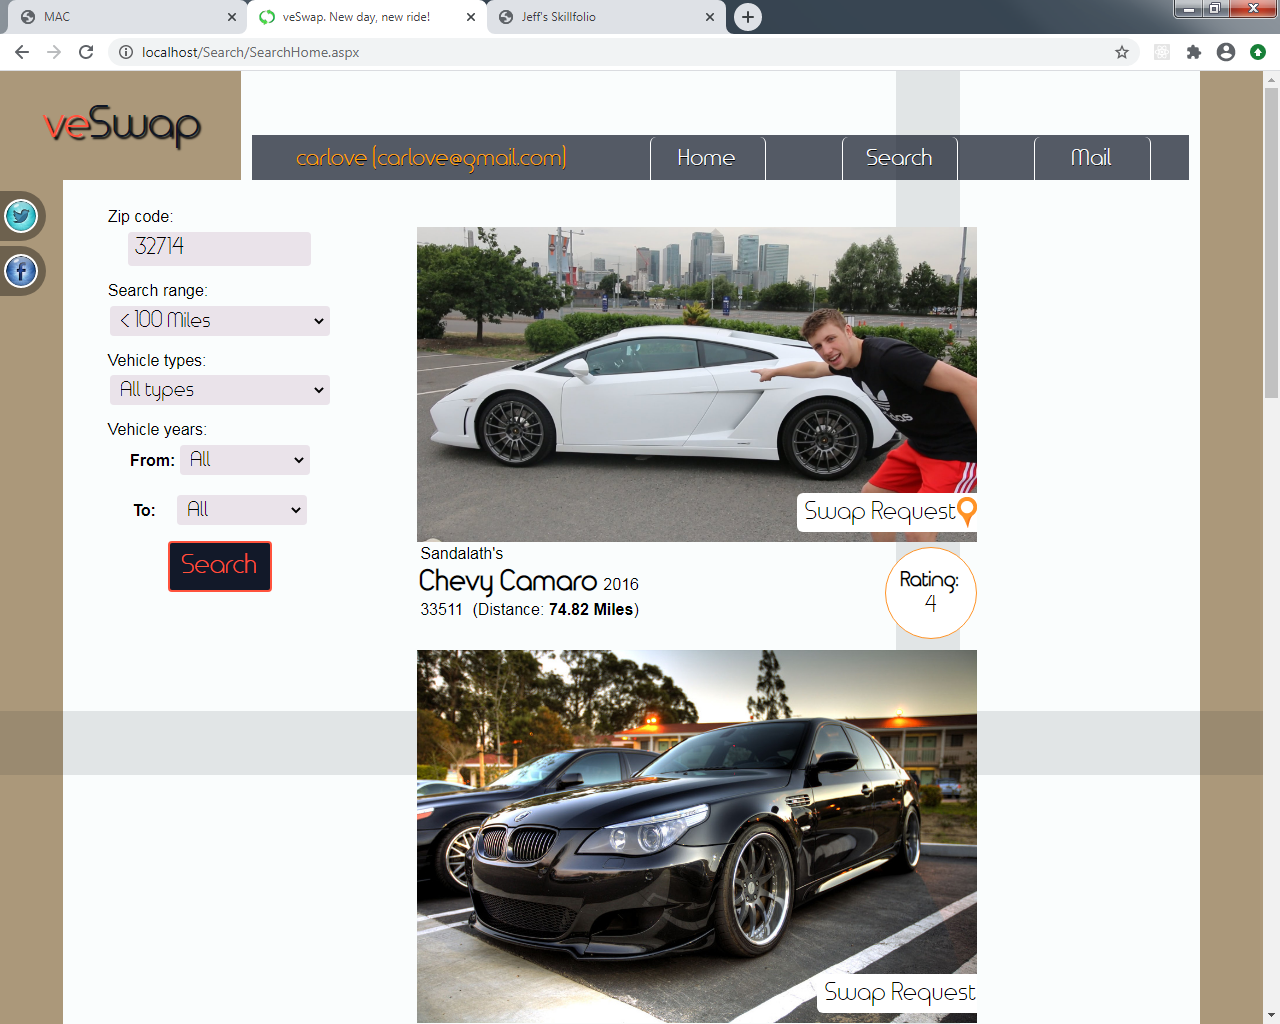 MAC
veSwap. New day, new ride!
Jeff's Skillfolio
localhost/Search/SearchHome.aspx
veSwap
carlove (carlove@gmail.com)
Home
Search
Mail
Zip code:
32714
Search range:
< 100 Miles
Vehicle types:
All types
Vehicle years:
From: All
To: All
Search
Swap Request
Sandalath's
Chevy Camaro 2016
33511 (Distance: 74.82 Miles)
Rating:
4
Swap Request